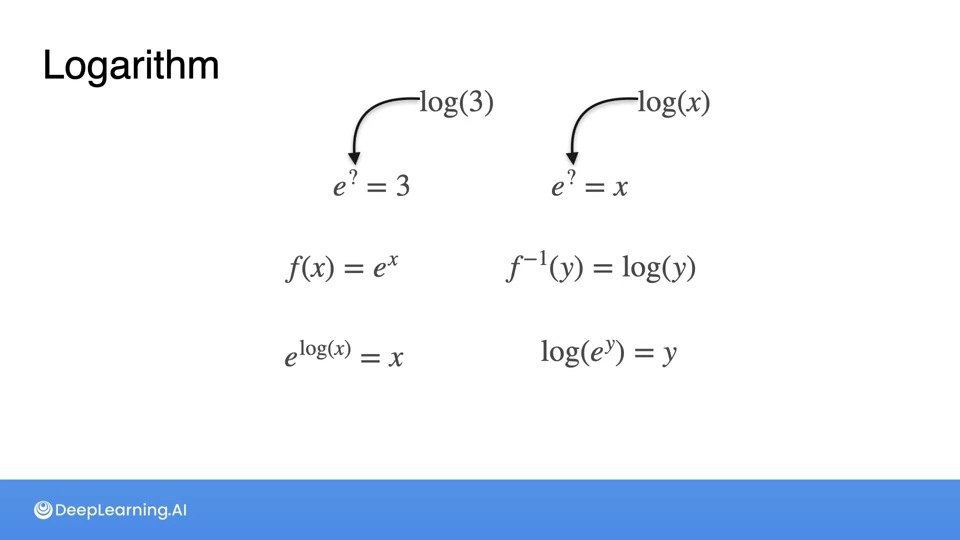 Logarithm
log(3) log(x)
e^? = 3 e^? = x
f(x) = e^x f^−1(y) = log(y)
e^log(x) = x log(e^y) = y
DeepLearning.AI